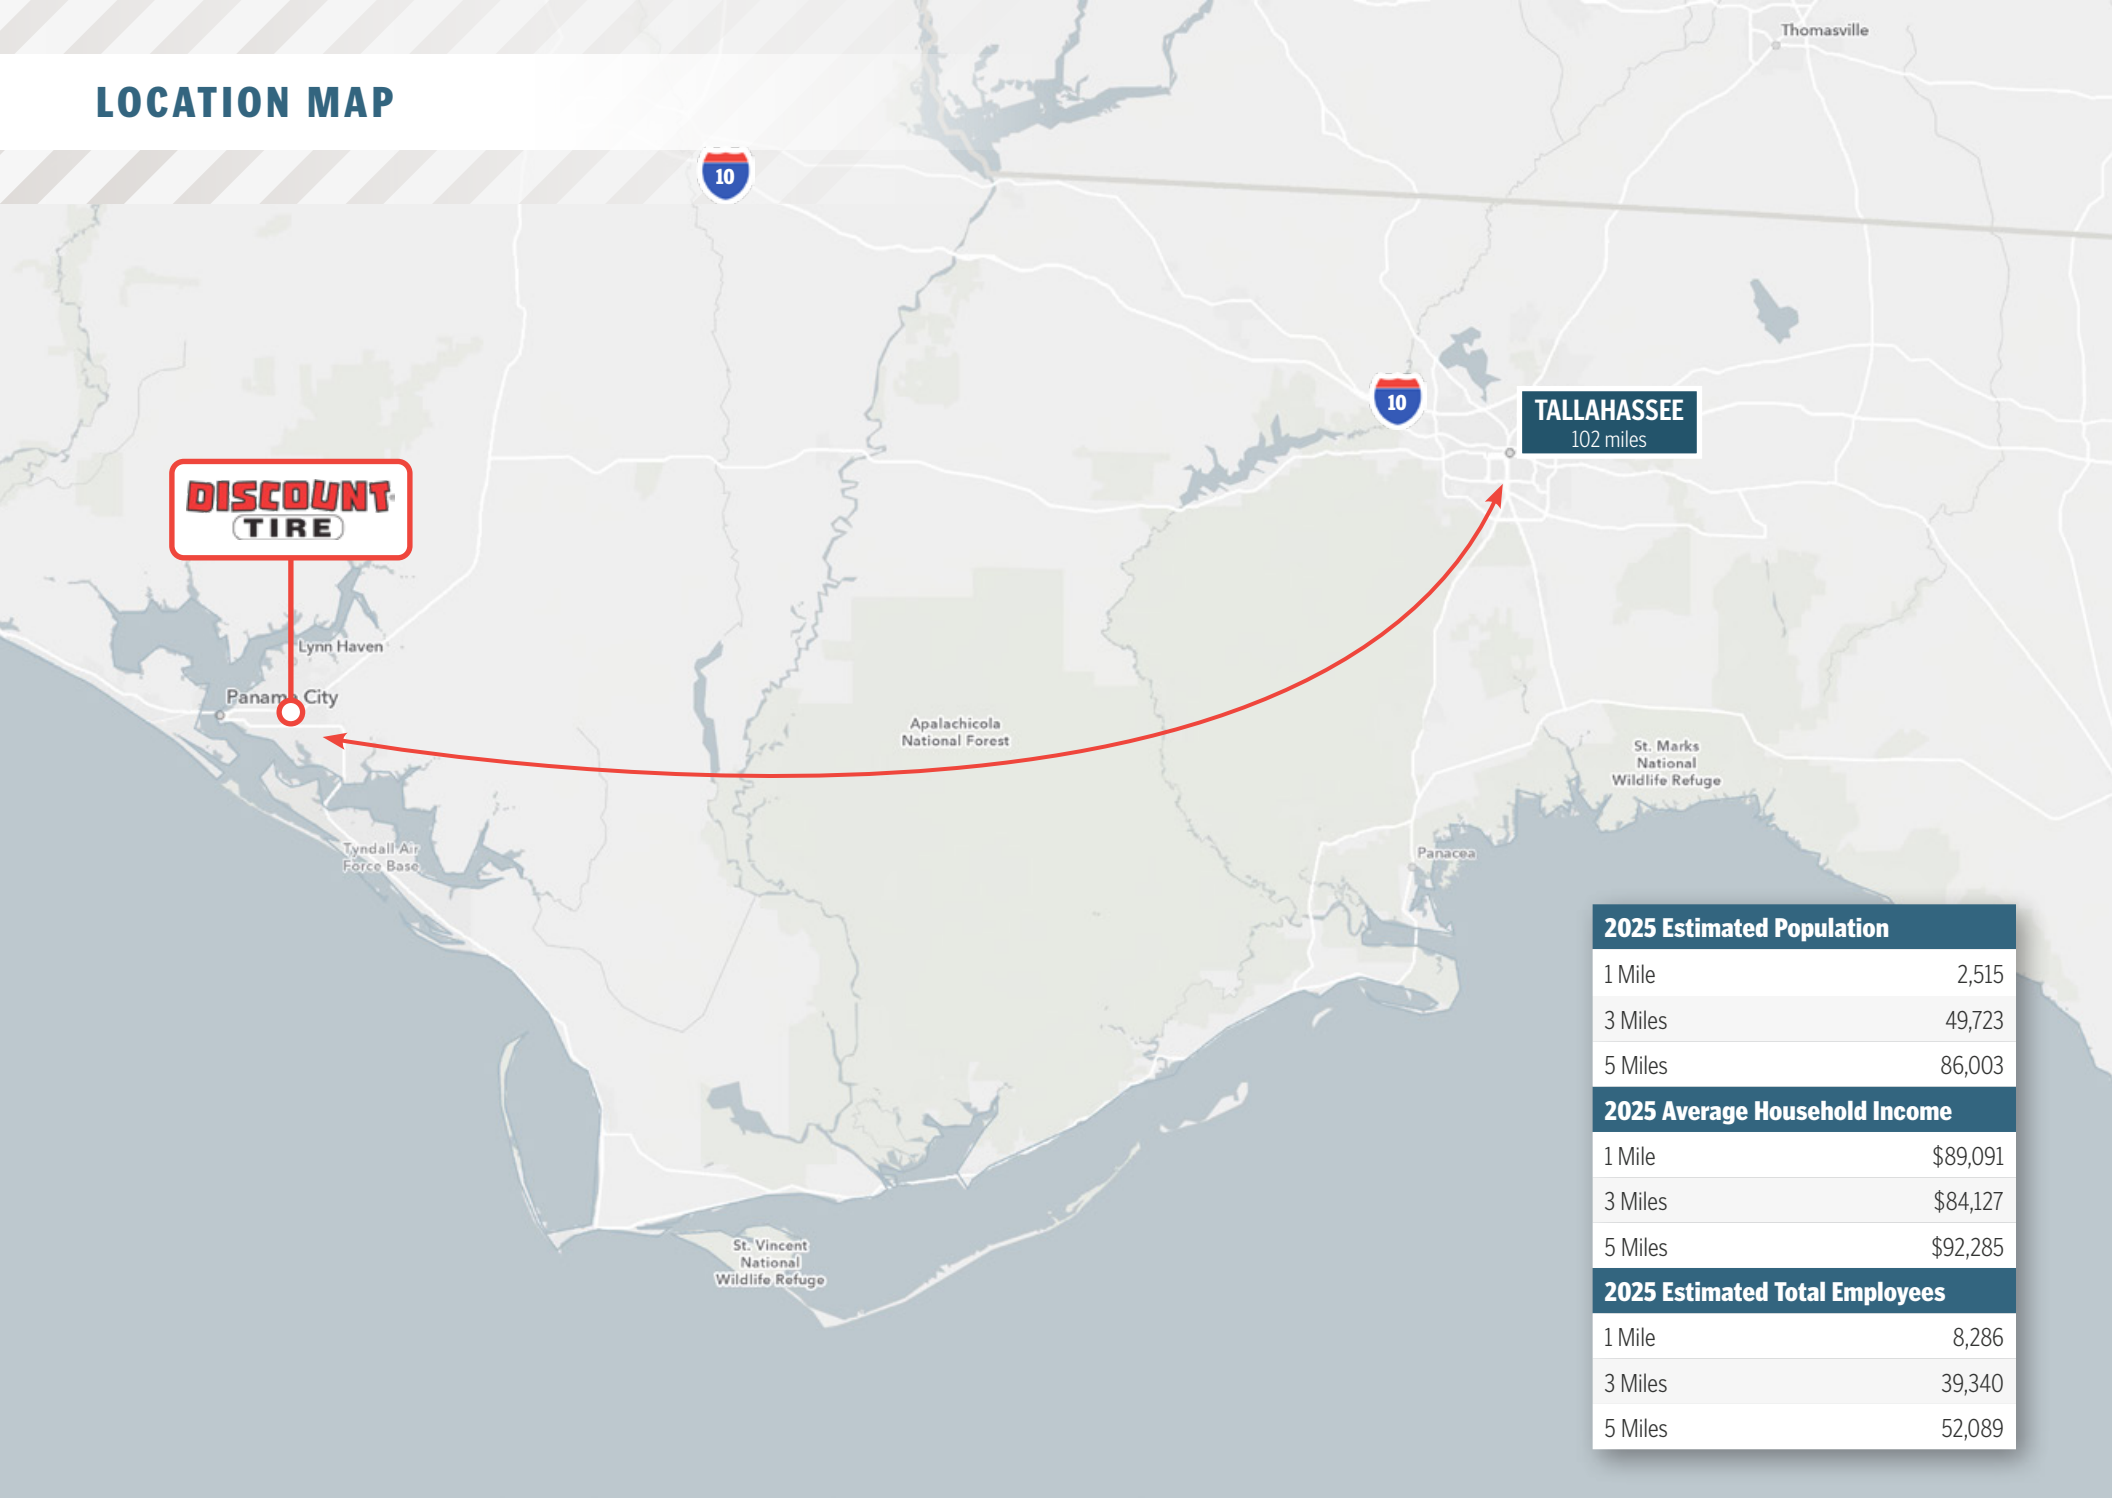 LOCATION MAP
Thomasville
10
10
TALLAHASSEE
102 miles
DISCOUNT
TIRE
Lynn Haven
Panama City
Apalachicola
National Forest
St. Marks
National
Wildlife Refuge
Tyndall Air
Force Base
Panacea
St. Vincent
National
Wildlife Refuge
2025 Estimated Population
1 Mile 2,515
3 Miles 49,723
5 Miles 86,003
2025 Average Household Income
1 Mile $89,091
3 Miles $84,127
5 Miles $92,285
2025 Estimated Total Employees
1 Mile 8,286
3 Miles 39,340
5 Miles 52,089